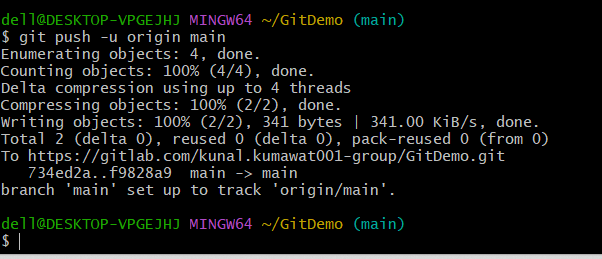 dell@DESKTOP-VPGEJHJ MINGW64 ~/GitDemo (main)
$ git push -u origin main
Enumerating objects: 4, done.
Counting objects: 100% (4/4), done.
Delta compression using up to 4 threads
Compressing objects: 100% (2/2), done.
Writing objects: 100% (2/2), 341 bytes | 341.00 KiB/s, done.
Total 2 (delta 0), reused 0 (delta 0), pack-reused 0 (from 0)
To https://gitlab.com/kunal.kumawat001-group/GitDemo.git
   734ed2a..f9828a9  main -> main
branch 'main' set up to track 'origin/main'.

dell@DESKTOP-VPGEJHJ MINGW64 ~/GitDemo (main)
$